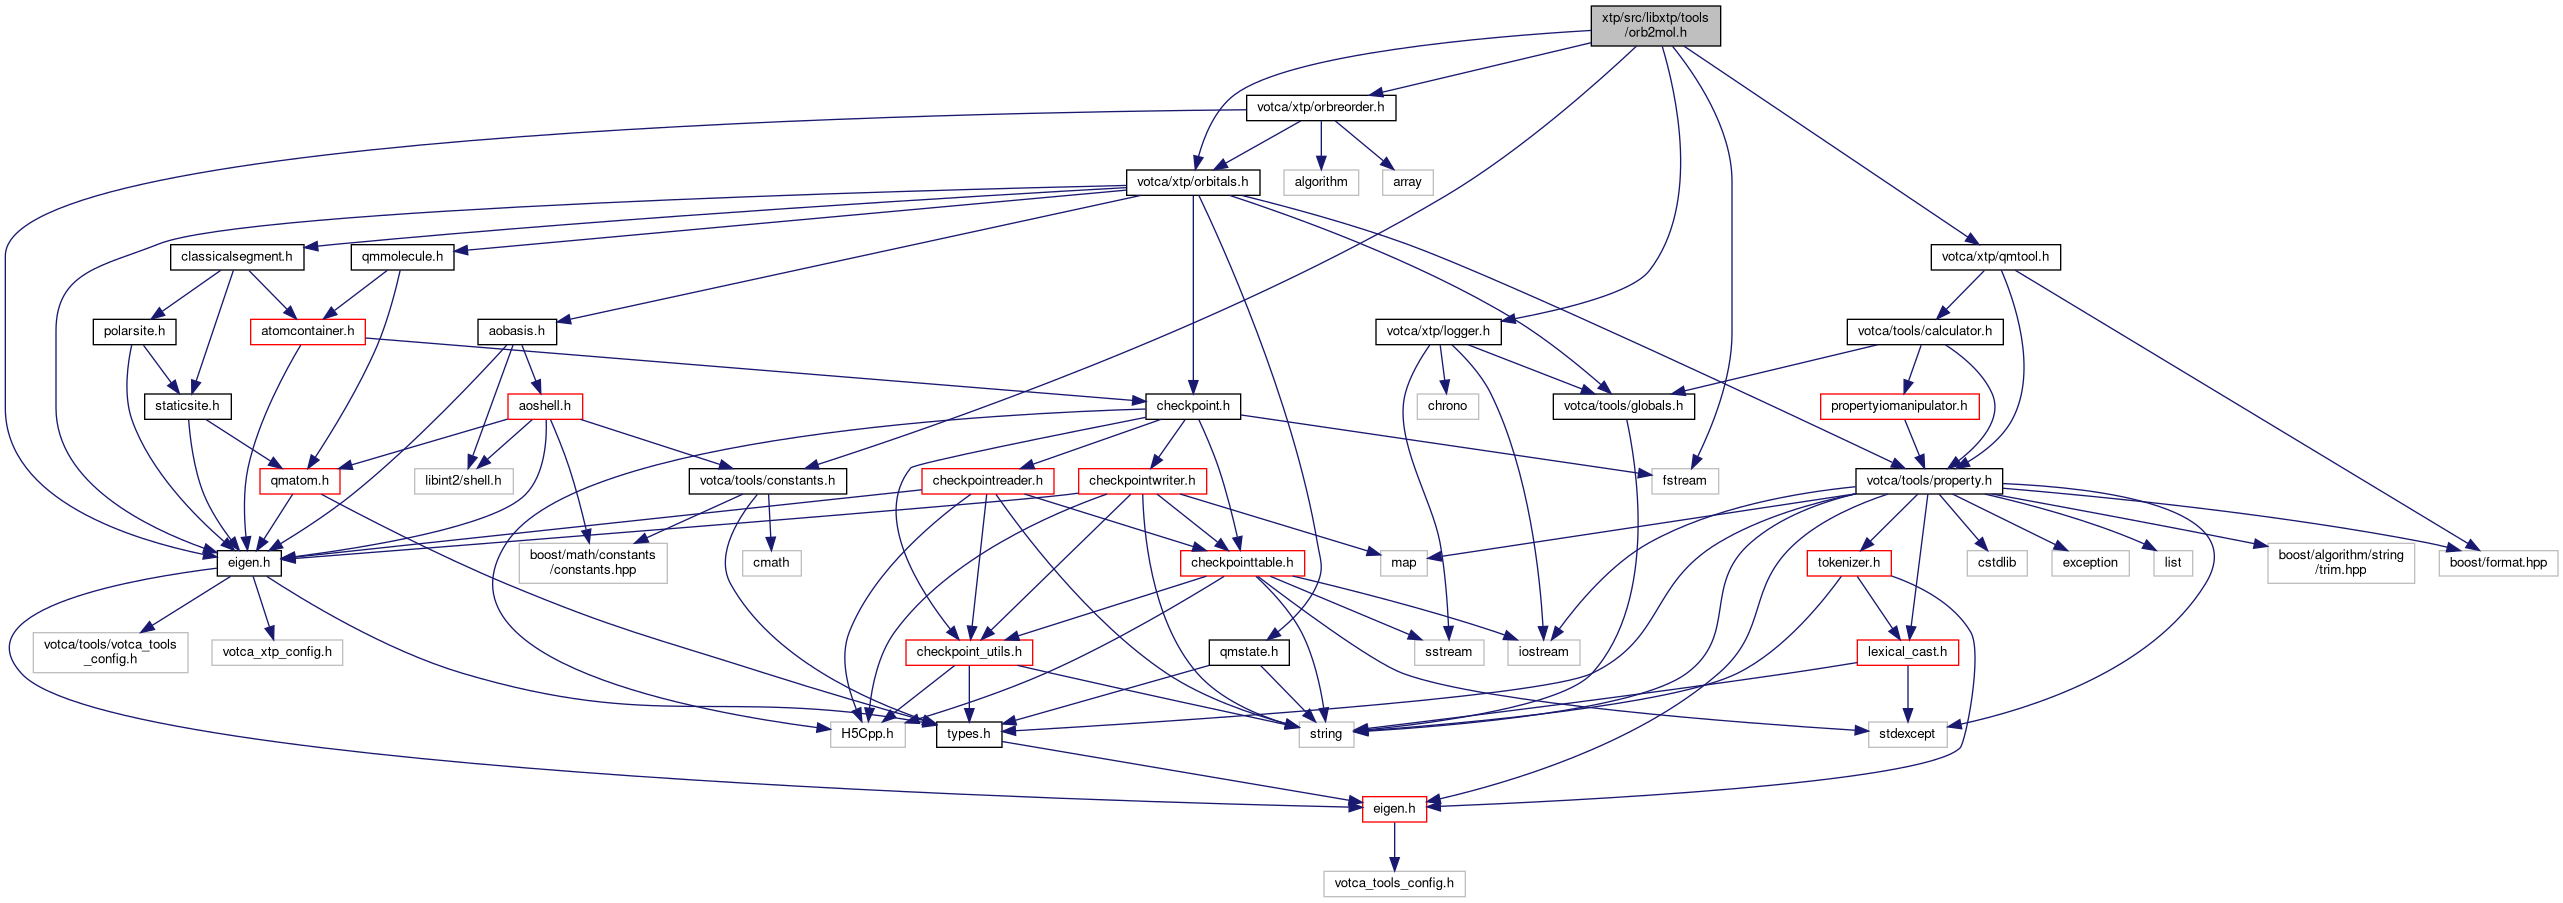 xtp/src/libxtp/tools
/orb2mol.h
votca/xtp/orbreorder.h
votca/xtp/orbitals.h
algorithm
array
classicalsegment.h
qmmolecule.h
votca/xtp/qmtool.h
polarsite.h
atomcontainer.h
aobasis.h
votca/xtp/logger.h
votca/tools/calculator.h
staticsite.h
aoshell.h
checkpoint.h
chrono
votca/tools/globals.h
propertyiomanipulator.h
qmatom.h
libint2/shell.h
votca/tools/constants.h
checkpointreader.h
checkpointwriter.h
fstream
votca/tools/property.h
eigen.h
boost/math/constants
/constants.hpp
cmath
checkpointtable.h
map
tokenizer.h
cstdlib
exception
list
boost/algorithm/string
/trim.hpp
boost/format.hpp
votca/tools/votca_tools
_config.h
votca_xtp_config.h
checkpoint_utils.h
qmstate.h
sstream
iostream
lexical_cast.h
H5Cpp.h
types.h
string
stdexcept
eigen.h
votca_tools_config.h